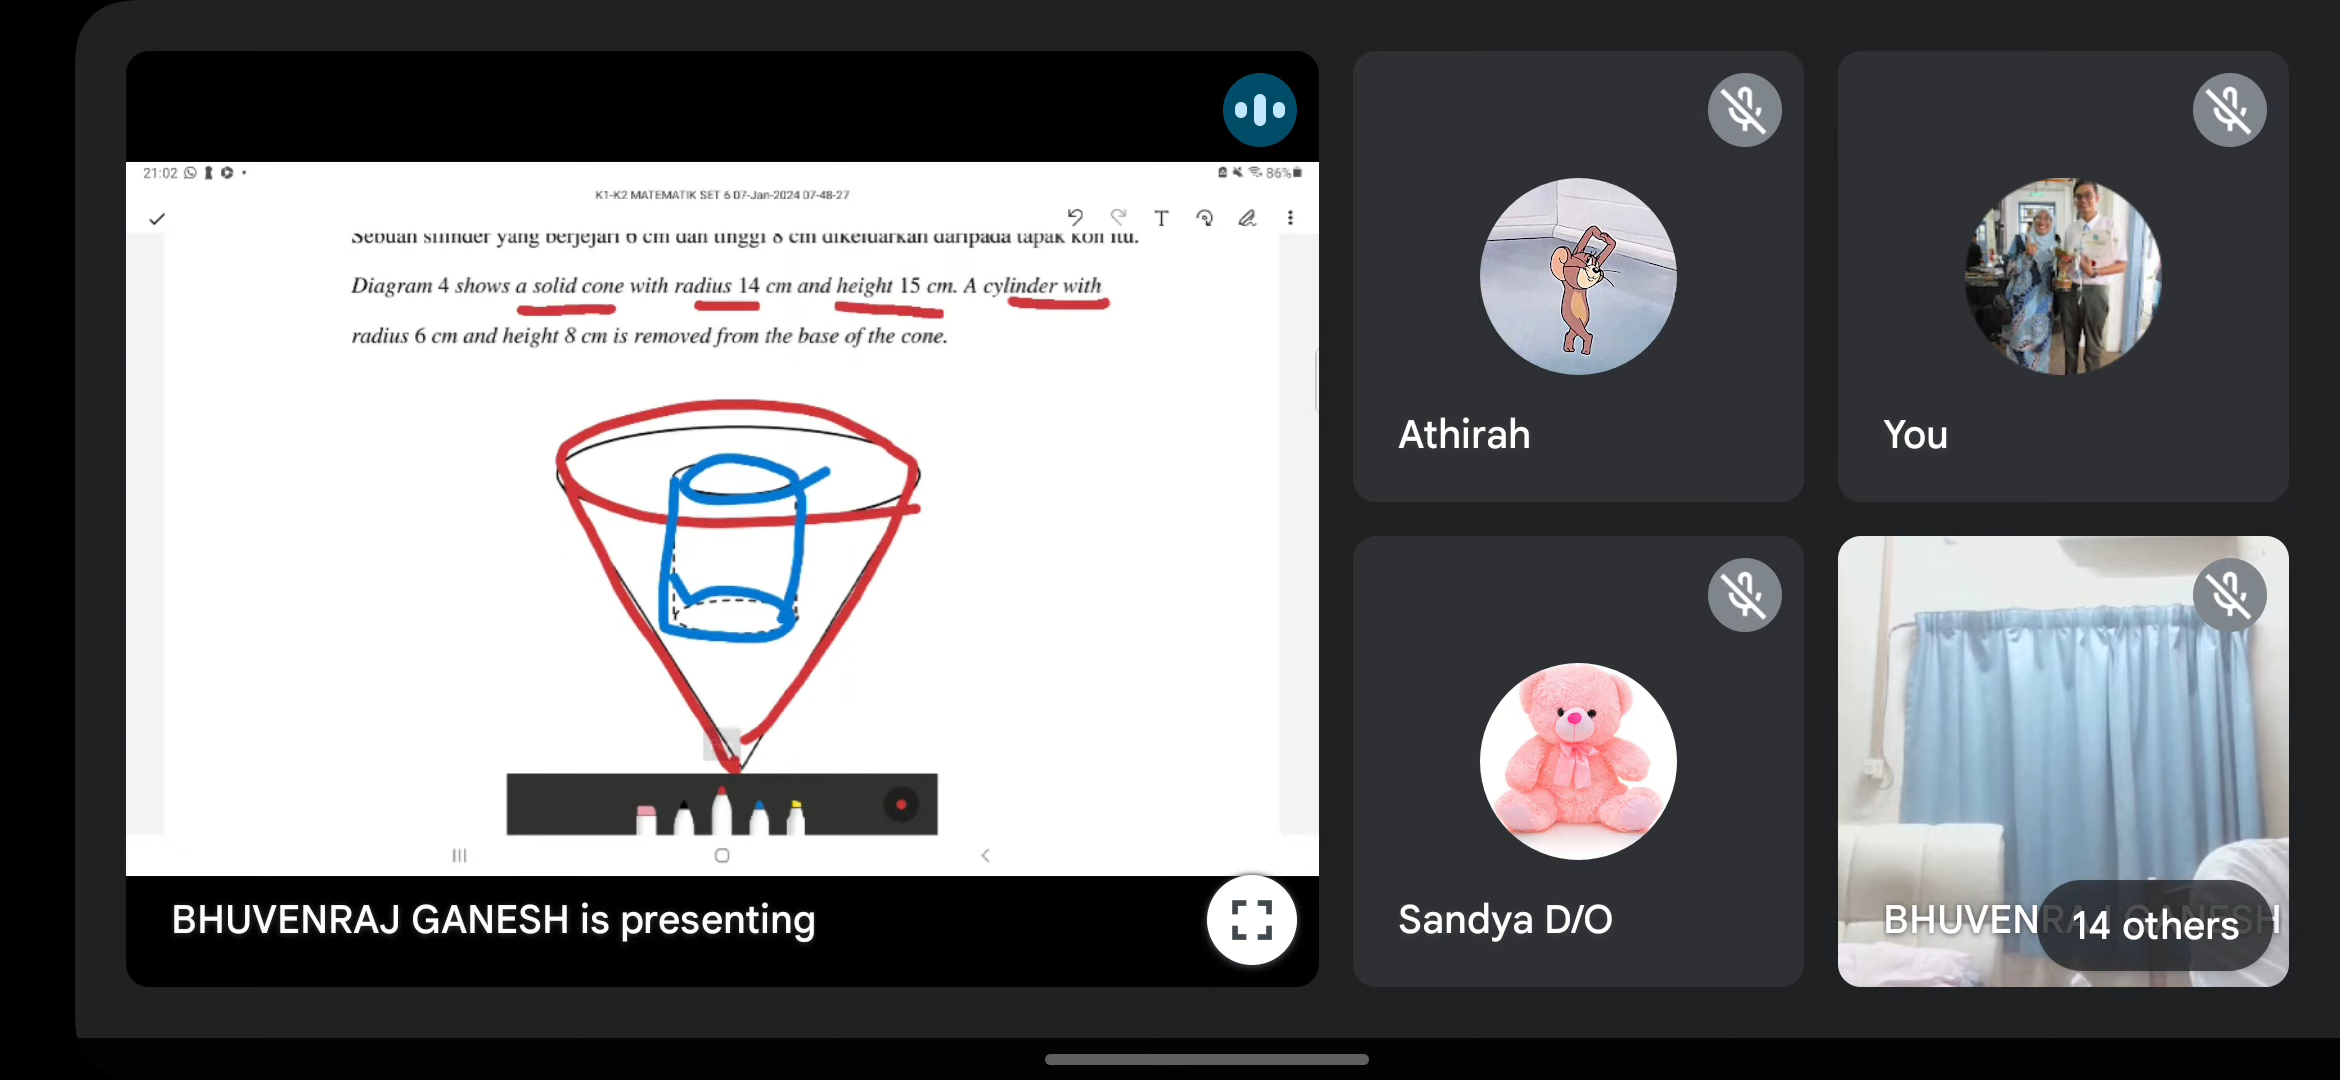 21:02
86%
K1-K2 MATEMATIK SET 6 07-Jan-2024 07-48-27
T
Sebuah silinder yang berjejari 6 cm dan tinggi 8 cm dikeluarkan daripada tapak kon itu.
Diagram 4 shows a solid cone with radius 14 cm and height 15 cm. A cylinder with
radius 6 cm and height 8 cm is removed from the base of the cone.
BHUVENRAJ GANESH is presenting
Athirah
You
Sandya D/O
BHUVENRAJ GANESH
14 others